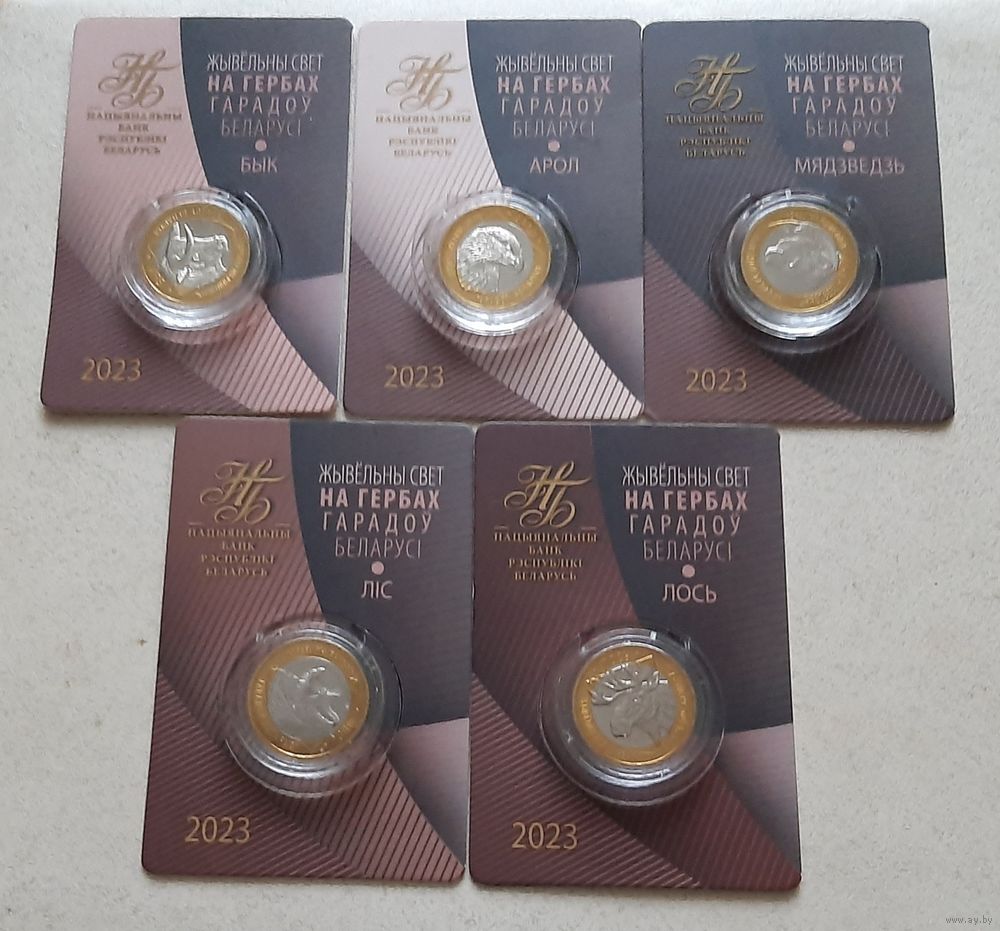 НБ
НАЦЫЯНАЛЬНЫ
БАНК
РЭСПУБЛІКІ
БЕЛАРУСЬ
ЖЫВЁЛЬНЫ СВЕТ
НА ГЕРБАХ
ГАРАДОЎ
БЕЛАРУСІ
БЫК
2023
НБ
НАЦЫЯНАЛЬНЫ
БАНК
РЭСПУБЛІКІ
БЕЛАРУСЬ
ЖЫВЁЛЬНЫ СВЕТ
НА ГЕРБАХ
ГАРАДОЎ
БЕЛАРУСІ
АРОЛ
2023
НБ
НАЦЫЯНАЛЬНЫ
БАНК
РЭСПУБЛІКІ
БЕЛАРУСЬ
ЖЫВЁЛЬНЫ СВЕТ
НА ГЕРБАХ
ГАРАДОЎ
БЕЛАРУСІ
МЯДЗВЕДЗЬ
2023
НБ
НАЦЫЯНАЛЬНЫ
БАНК
РЭСПУБЛІКІ
БЕЛАРУСЬ
ЖЫВЁЛЬНЫ СВЕТ
НА ГЕРБАХ
ГАРАДОЎ
БЕЛАРУСІ
ЛІС
2023
НБ
НАЦЫЯНАЛЬНЫ
БАНК
РЭСПУБЛІКІ
БЕЛАРУСЬ
ЖЫВЁЛЬНЫ СВЕТ
НА ГЕРБАХ
ГАРАДОЎ
БЕЛАРУСІ
ЛОСЬ
2023
www.ay.by